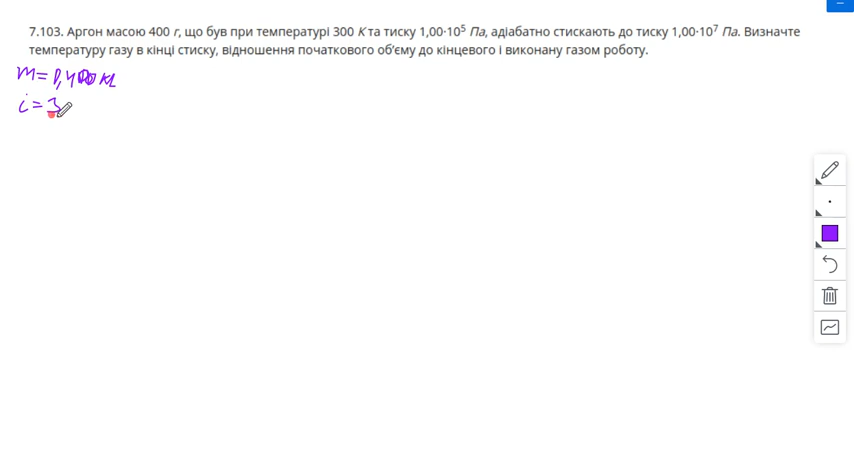 7.103. Аргон масою 400 г, що був при температурі 300 К та тиску 1,00·10⁵ Па, адіабатно стискають до тиску 1,00·10⁷ Па. Визначте
температуру газу в кінці стиску, відношення початкового об’єму до кінцевого і виконану газом роботу.
m=0,400 кг
i=3